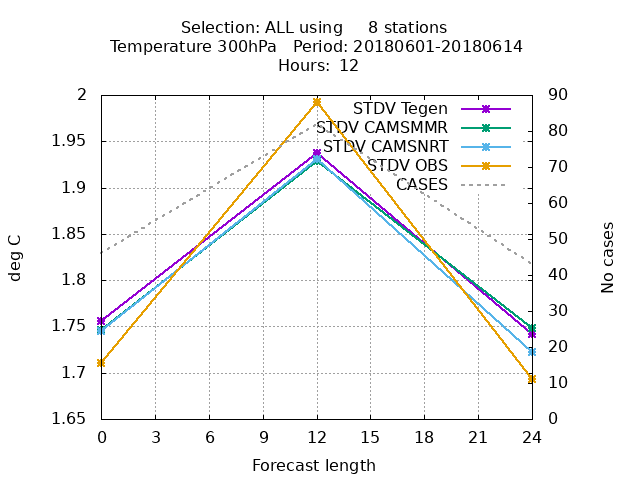 Selection: ALL using     8 stations
Temperature 300hPa   Period: 20180601-20180614
Hours:  12
2
1.95
1.9
1.85
1.8
1.75
1.7
1.65
deg C
STDV Tegen
STDV CAMSMMR
STDV CAMSNRT
STDV OBS
CASES
90
80
70
60
50
40
30
20
10
0
No cases
0 3 6 9 12 15 18 21 24
Forecast length